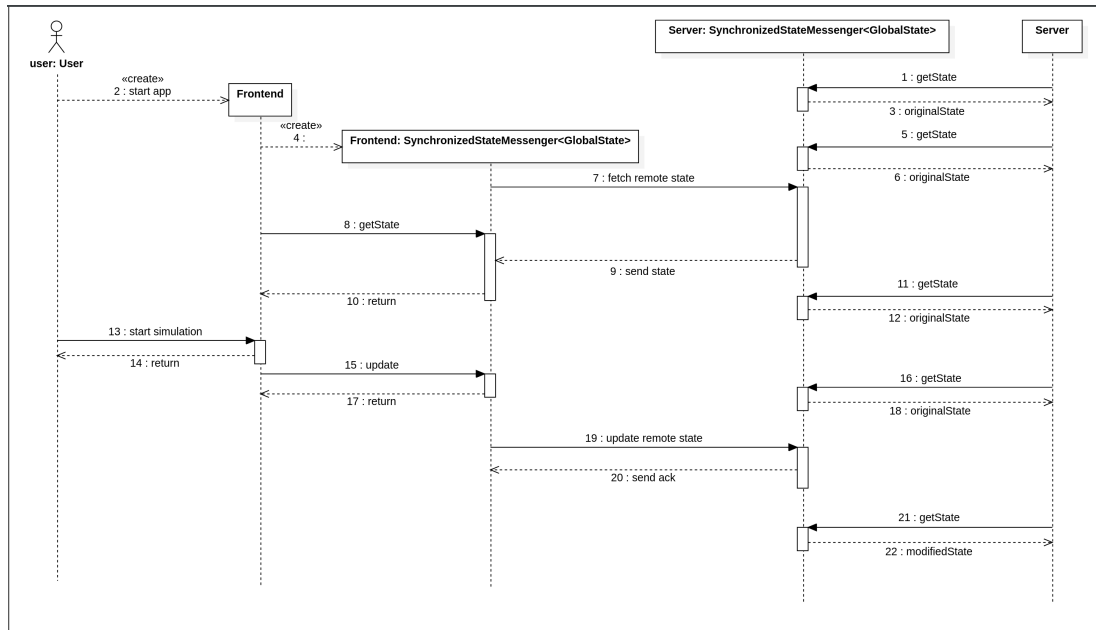 Server: SynchronizedStateMessenger<GlobalState>
Server
user: User
«create»
2 : start app
Frontend
1 : getState
3 : originalState
«create»
4 :
Frontend: SynchronizedStateMessenger<GlobalState>
5 : getState
6 : originalState
7 : fetch remote state
8 : getState
9 : send state
10 : return
11 : getState
12 : originalState
13 : start simulation
14 : return
15 : update
16 : getState
17 : return
18 : originalState
19 : update remote state
20 : send ack
21 : getState
22 : modifiedState